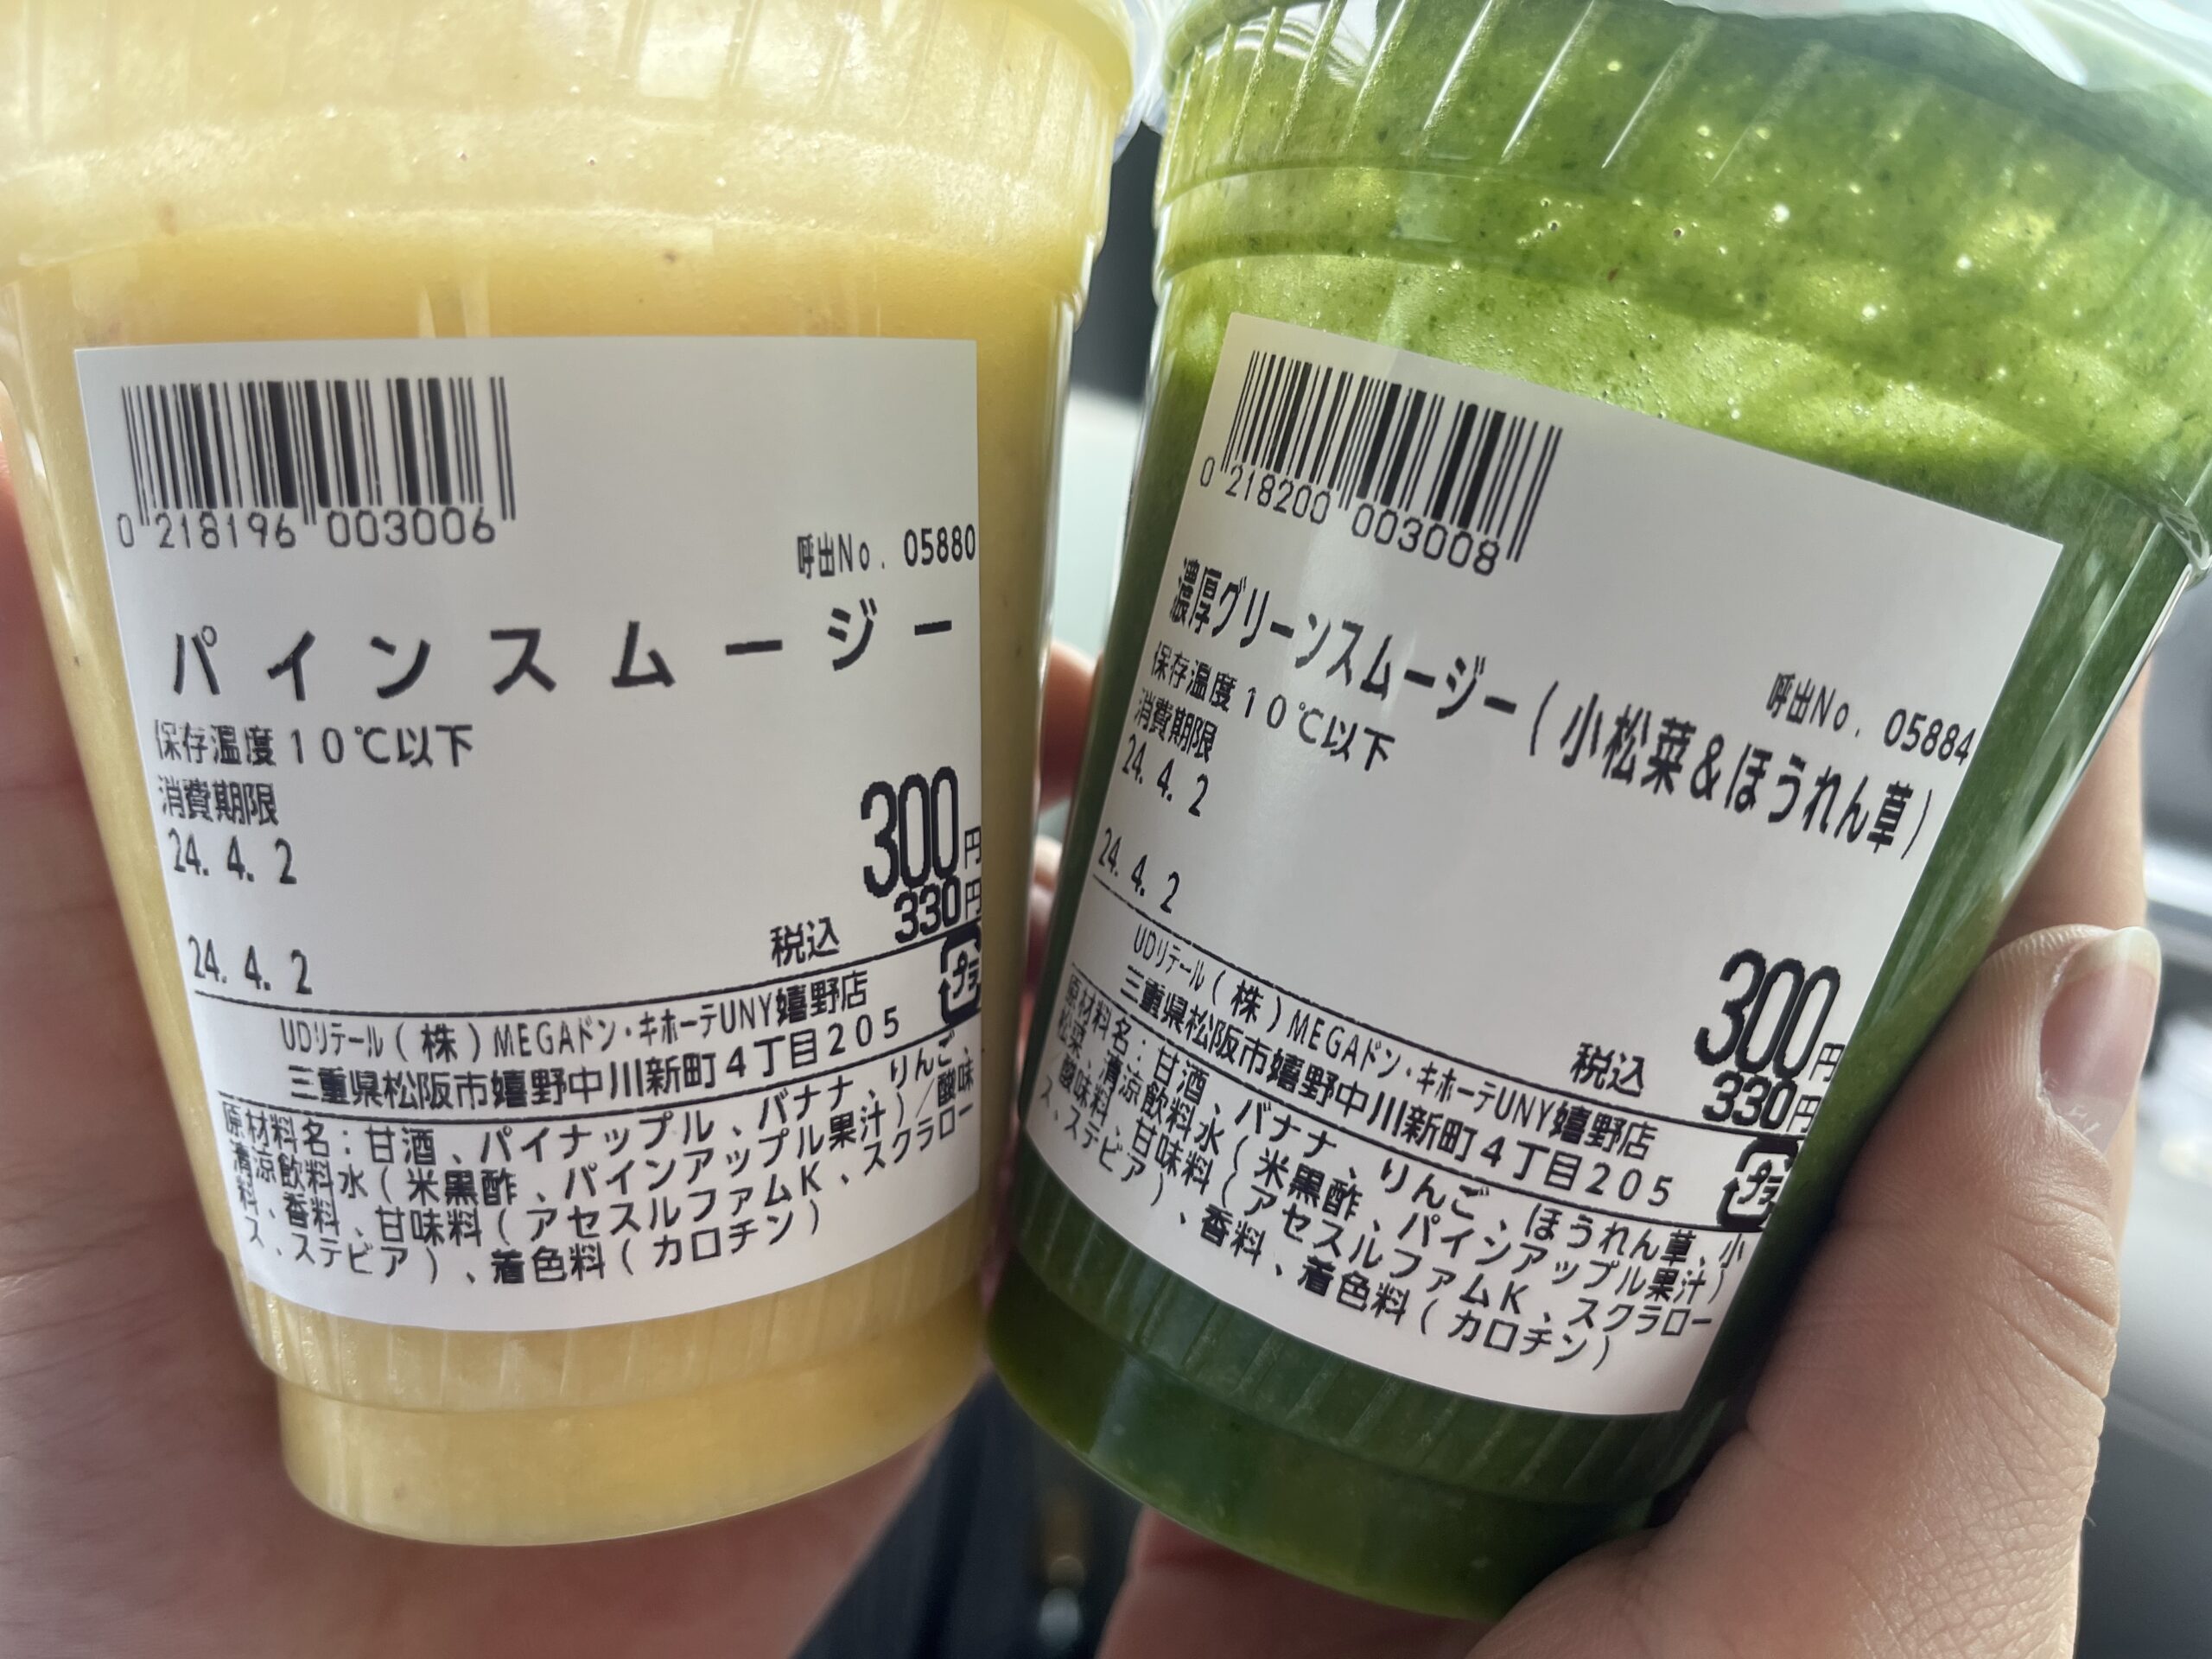 0 218196 003006
呼出No. 05880
パインスムージー
保存温度10℃以下
消費期限
24. 4. 2
300円
330円
税込
24. 4. 2
プラ
UDリテール(株)MEGAドン・キホーテUNY嬉野店
三重県松阪市嬉野中川新町4丁目205
原材料名:甘酒、パイナップル、バナナ、りんご、
清涼飲料水(米黒酢、パインアップル果汁)/酸味
料、香料、甘味料(アセスルファムK、スクラロー
ス、ステビア)、着色料(カロチン)
0 218200 003008
呼出No. 05884
濃厚グリーンスムージー(小松菜&ほうれん草)
保存温度10℃以下
消費期限
24. 4. 2
24. 4. 2
300円
330円
税込
プラ
UDリテール(株)MEGAドン・キホーテUNY嬉野店
三重県松阪市嬉野中川新町4丁目205
原材料名:甘酒、バナナ、りんご、ほうれん草、小
松菜、清涼飲料水(米黒酢、パインアップル果汁)
/酸味料、甘味料(アセスルファムK、スクラロー
ス、ステビア)、香料、着色料(カロチン)